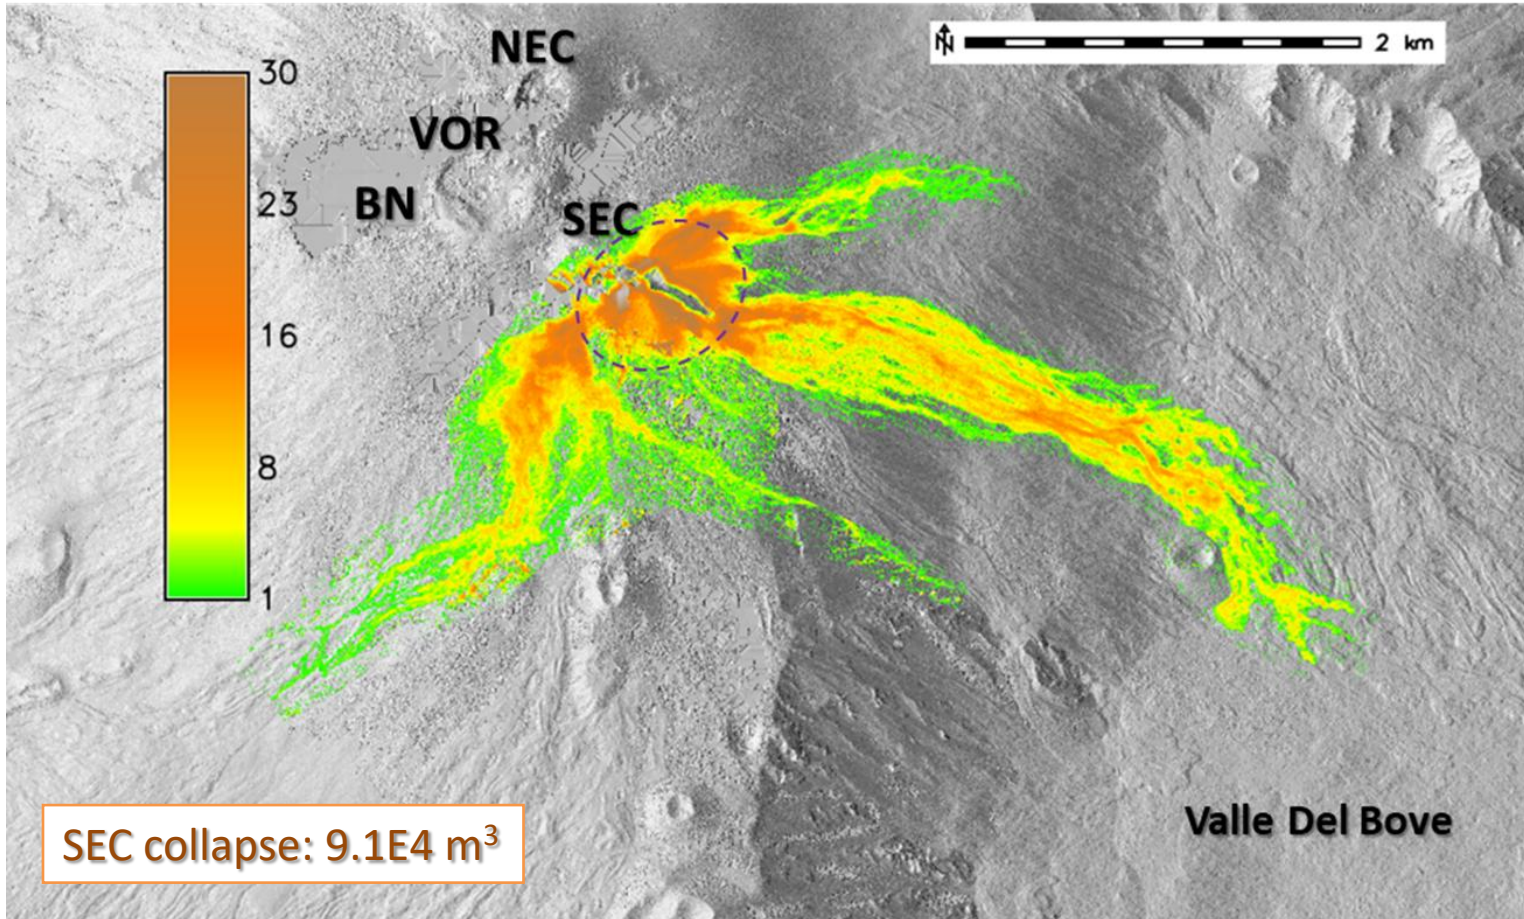 NEC
N
2 km
30
VOR
23
BN
SEC
16
8
1
Valle Del Bove
SEC collapse: 9.1E4 m³